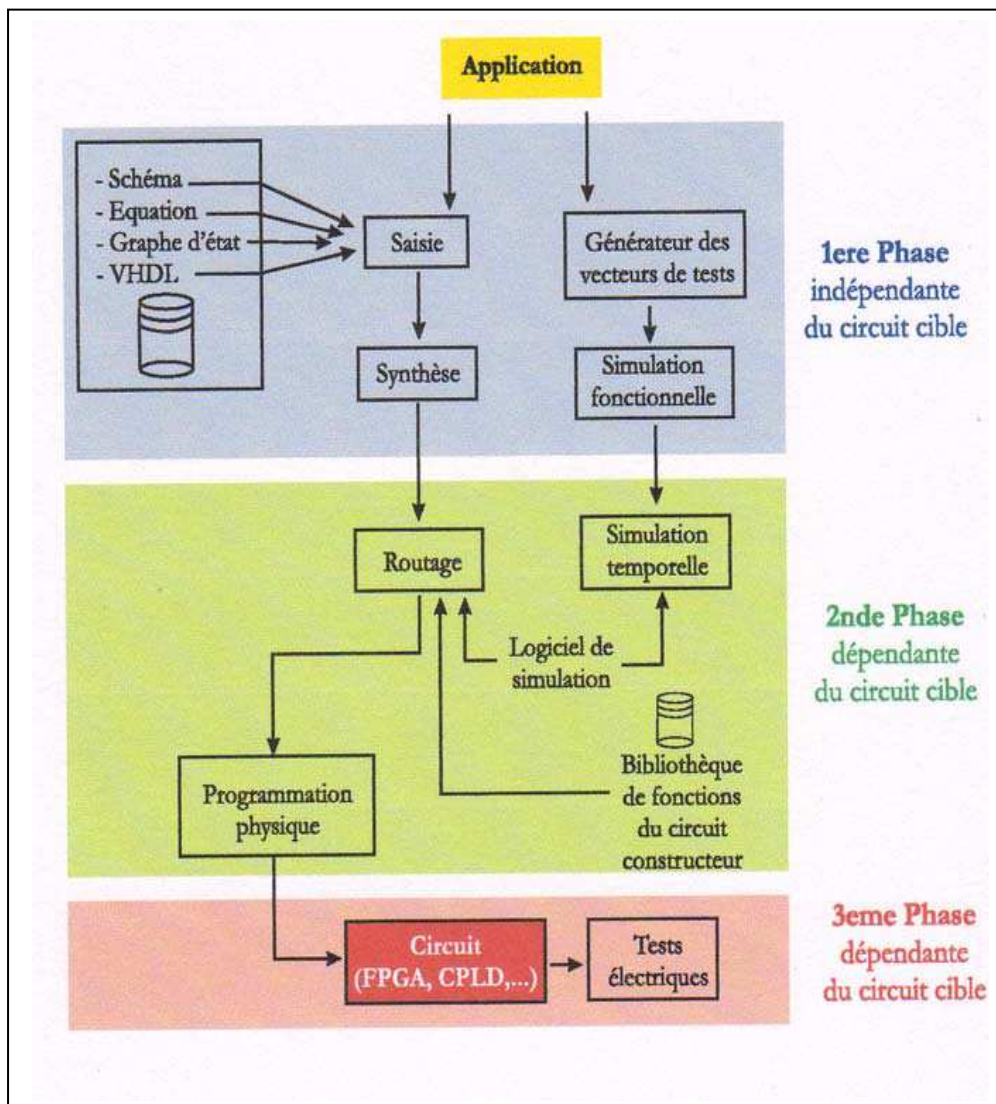 Application
- Schéma
- Equation
- Graphe d'état
- VHDL
Saisie
Générateur des
vecteurs de tests
1ere Phase
indépendante
du circuit cible
Synthèse
Simulation
fonctionnelle
Routage
Simulation
temporelle
Logiciel de
simulation
2nde Phase
dépendante
du circuit cible
Programmation
physique
Bibliothèque
de fonctions
du circuit
constructeur
Circuit
(FPGA, CPLD,...)
Tests
électriques
3eme Phase
dépendante
du circuit cible